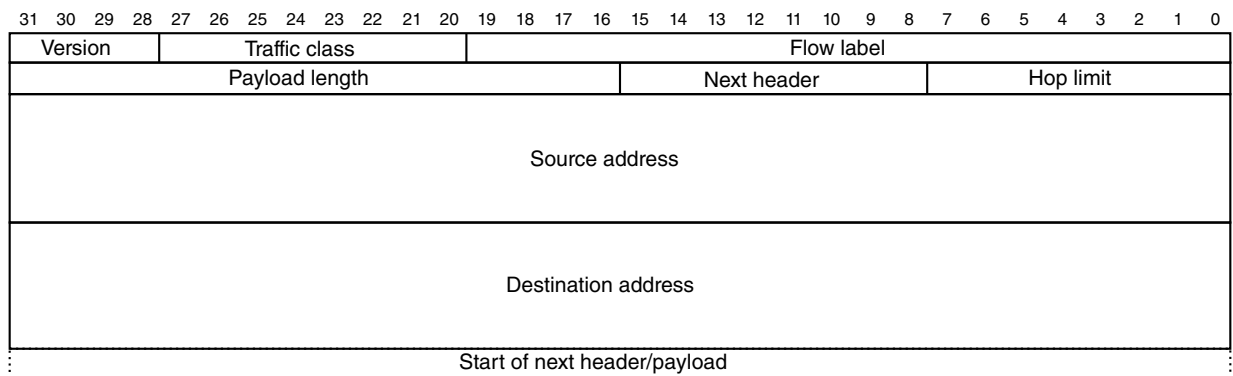 31 30 29 28 27 26 25 24 23 22 21 20 19 18 17 16 15 14 13 12 11 10 9 8 7 6 5 4 3 2 1 0
Version Traffic class Flow label
Payload length Next header Hop limit
Source address
Destination address
Start of next header/payload